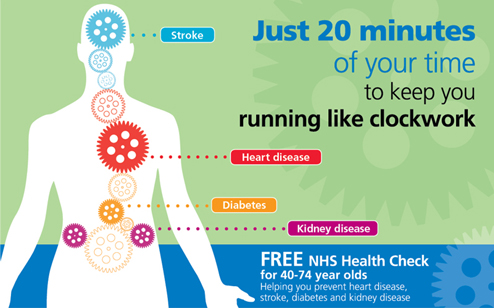 Stroke
Just 20 minutes
of your time
to keep you
running like clockwork
Heart disease
Diabetes
Kidney disease
FREE NHS Health Check
for 40-74 year olds
Helping you prevent heart disease,
stroke, diabetes and kidney disease